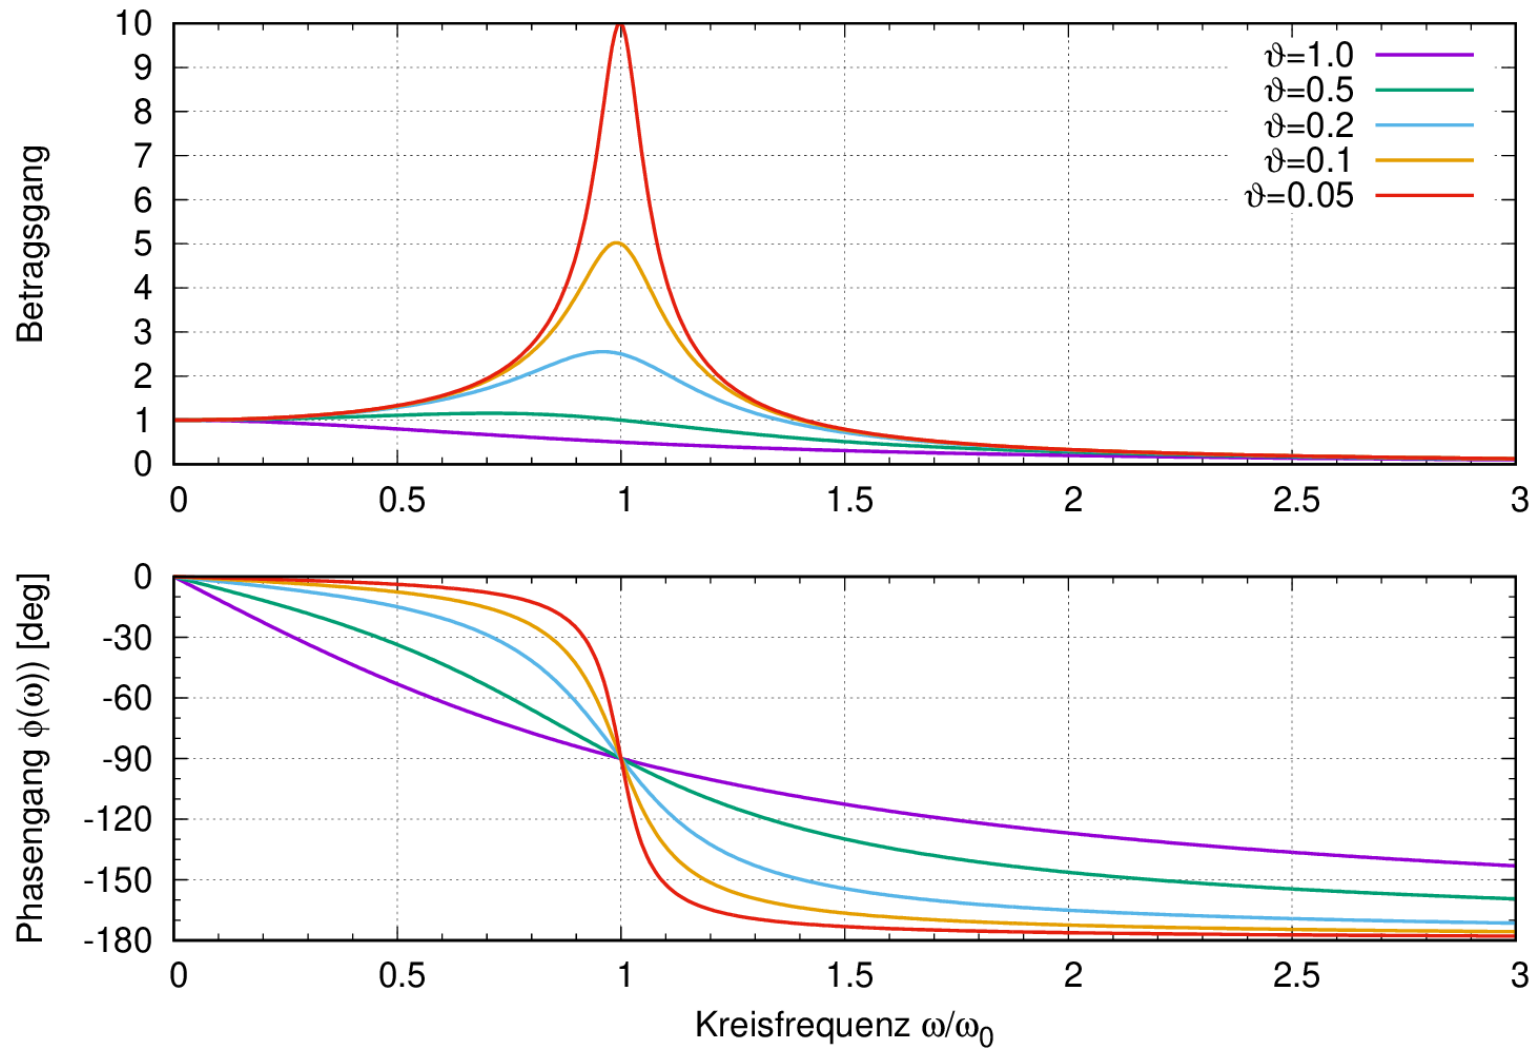 Betragsgang
10
9
8
7
6
5
4
3
2
1
0
0 0.5 1 1.5 2 2.5 3
ϑ=1.0
ϑ=0.5
ϑ=0.2
ϑ=0.1
ϑ=0.05
Phasengang ϕ(ω)) [deg]
0
-30
-60
-90
-120
-150
-180
0 0.5 1 1.5 2 2.5 3
Kreisfrequenz ω/ω₀